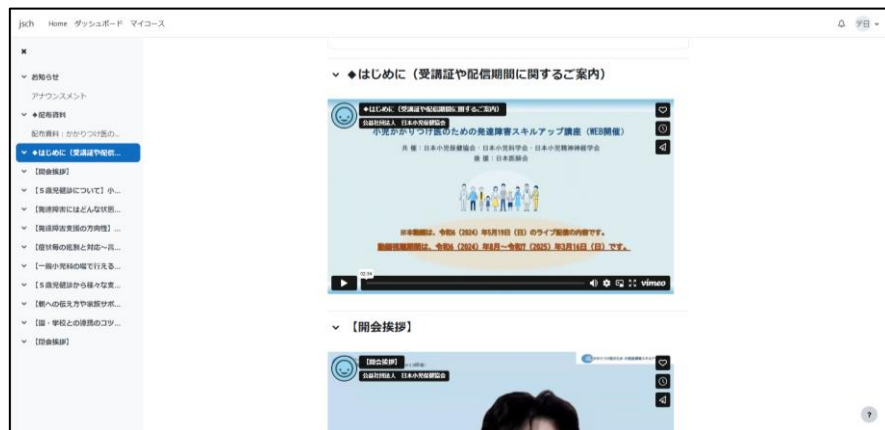 jsch Home ダッシュボード マイコース
お知らせ
アナウンスメント
◆配布資料
配布資料：かかりつけ医の...
◆はじめに（受講証や配信...
【開会挨拶】
【5歳児健診について】小...
【発達障害にはどんな状態...
【発達障害支援の方向性】...
【症状毎の鑑別と対応～言...
【一般小児科の場で行える...
【5歳児健診から様々な支...
【親への伝え方や家族サポ...
【園・学校との連携のコツ...
【閉会挨拶】
◆はじめに（受講証や配信期間に関するご案内）
◆はじめに（受講証や配信期間に関するご案内）
公益社団法人 日本小児保健協会
小児かかりつけ医のための発達障害スキルアップ講座（WEB開催）
共 催：日本小児保健協会・日本小児科学会・日本小児精神神経学会
後 援：日本医師会
※本動画は、令和6（2024）年5月19日（日）のライブ配信の内容です。
動画視聴期間は、令和6（2024）年8月～令和7（2025）年3月16日（日）です。
02:34
vimeo
【開会挨拶】
【開会挨拶】
公益社団法人 日本小児保健協会
?